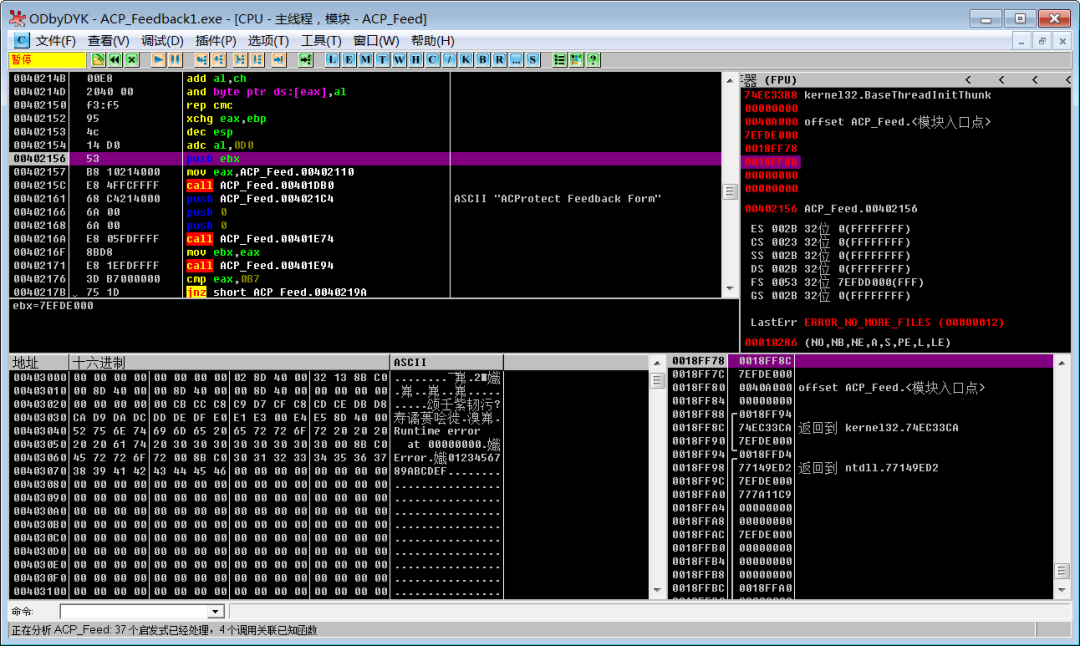 ODbyDYK - ACP_Feedback1.exe - [CPU - 主线程，模块 - ACP_Feed]
文件(F) 查看(V) 调试(D) 插件(P) 选项(T) 工具(T) 窗口(W) 帮助(H)
暂停 L E M T W H C / K B R ... S ?
0040214B 00E8 add al,ch
0040214D 2040 00 and byte ptr ds:[eax],al
00402150 F3:F5 rep cmc
00402152 95 xchg eax,ebp
00402153 4C dec esp
00402154 14 D0 adc al,0D0
00402156 53 push ebx
00402157 B8 10214000 mov eax,ACP_Feed.00402110
0040215C E8 4FFCFFFF call ACP_Feed.00401DB0
00402161 68 C4214000 push ACP_Feed.004021C4 ASCII "ACProtect Feedback Form"
00402166 6A 00 push 0
00402168 6A 00 push 0
0040216A E8 05FDFFFF call ACP_Feed.00401E74
0040216F 8BD8 mov ebx,eax
00402171 E8 1EFDFFFF call ACP_Feed.00401E94
00402176 3D B7000000 cmp eax,0B7
0040217B 75 1D jnz short ACP_Feed.0040219A
ebx=7EFDE000
器 (FPU) < < < <
74EC33B8 kernel32.BaseThreadInitThunk
00000000
0040A000 offset ACP_Feed.<模块入口点>
7EFDE000
0018FF78
0018FF94
00000000
00000000
00402156 ACP_Feed.00402156
ES 002B 32位 0(FFFFFFFF)
CS 0023 32位 0(FFFFFFFF)
SS 002B 32位 0(FFFFFFFF)
DS 002B 32位 0(FFFFFFFF)
FS 0053 32位 7EFDD000(FFF)
GS 002B 32位 0(FFFFFFFF)
LastErr ERROR_NO_MORE_FILES (00000012)
00010286 (NO,NB,NE,A,S,PE,L,LE)
地址 十六进制 ASCII
00403000 00 00 00 00 00 00 00 00 02 8D 40 00 32 13 8B C0
00403010 00 8D 40 00 00 8D 40 00 00 8D 40 00 00 00 00 00
00403020 00 00 00 00 00 CB CC C8 C9 D7 CF C8 CD CE DB D8
00403030 CA D9 DA DC DD DE DF E0 E1 E3 00 E4 E5 8D 40 00
00403040 52 75 6E 74 69 6D 65 20 65 72 72 6F 72 20 20 20 Runtime error
00403050 20 20 61 74 20 30 30 30 30 30 30 30 30 00 8B C0 at 00000000.
00403060 45 72 72 6F 72 00 8B C0 30 31 32 33 34 35 36 37 Error. 01234567
00403070 38 39 41 42 43 44 45 46 00 00 00 00 00 00 00 00 89ABCDEF........
00403080 00 00 00 00 00 00 00 00 00 00 00 00 00 00 00 00 ................
00403090 00 00 00 00 00 00 00 00 00 00 00 00 00 00 00 00 ................
004030A0 00 00 00 00 00 00 00 00 00 00 00 00 00 00 00 00 ................
004030B0 00 00 00 00 00 00 00 00 00 00 00 00 00 00 00 00 ................
004030C0 00 00 00 00 00 00 00 00 00 00 00 00 00 00 00 00 ................
004030D0 00 00 00 00 00 00 00 00 00 00 00 00 00 00 00 00 ................
004030E0 00 00 00 00 00 00 00 00 00 00 00 00 00 00 00 00 ................
004030F0 00 00 00 00 00 00 00 00 00 00 00 00 00 00 00 00 ................
00403100 00 00 00 00 00 00 00 00 00 00 00 00 00 00 00 00 ................
0018FF78 0018FF8C
0018FF7C 7EFDE000
0018FF80 0040A000 offset ACP_Feed.<模块入口点>
0018FF84 00000000
0018FF88 0018FF94
0018FF8C 74EC33CA 返回到 kernel32.74EC33CA
0018FF90 7EFDE000
0018FF94 0018FFD4
0018FF98 77149ED2 返回到 ntdll.77149ED2
0018FF9C 7EFDE000
0018FFA0 777A11C9
0018FFA4 00000000
0018FFA8 00000000
0018FFAC 7EFDE000
0018FFB0 00000000
0018FFB4 00000000
0018FFB8 00000000
0018FFBC 0018FFA0
命令:
正在分析 ACP_Feed: 37 个启发式已经处理，4 个调用关联已知函数